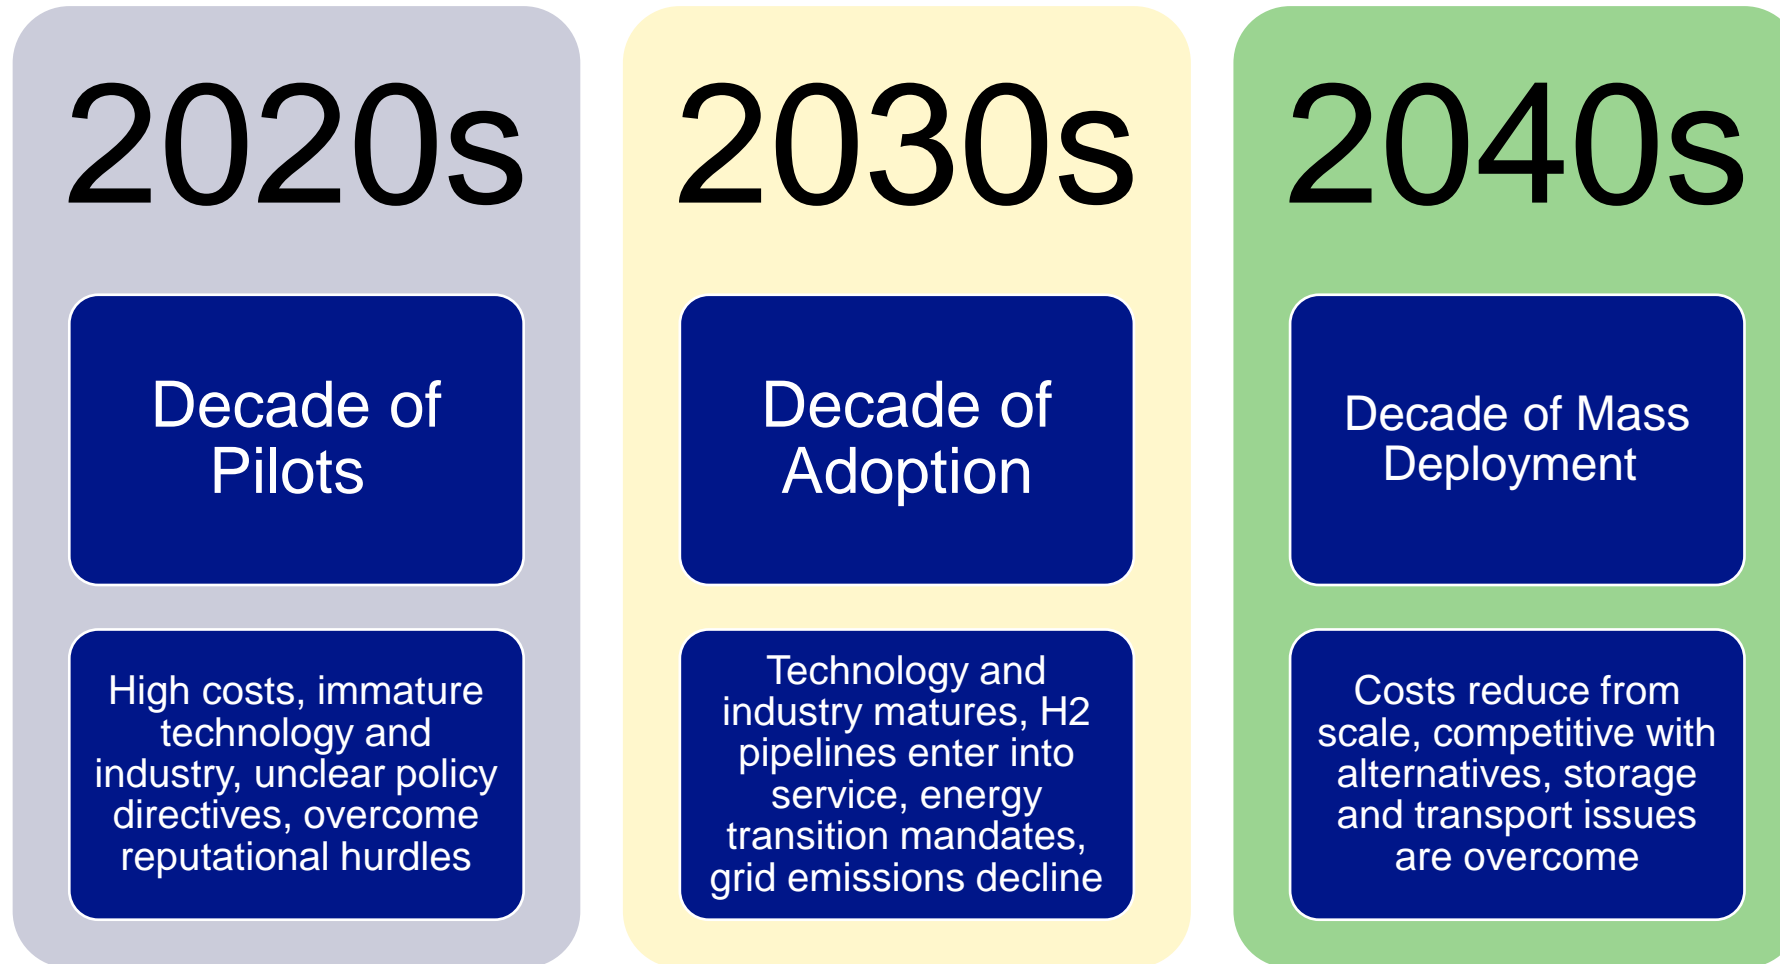 2020s
Decade of
Pilots
High costs, immature
technology and
industry, unclear policy
directives, overcome
reputational hurdles
2030s
Decade of
Adoption
Technology and
industry matures, H2
pipelines enter into
service, energy
transition mandates,
grid emissions decline
2040s
Decade of Mass
Deployment
Costs reduce from
scale, competitive with
alternatives, storage
and transport issues
are overcome